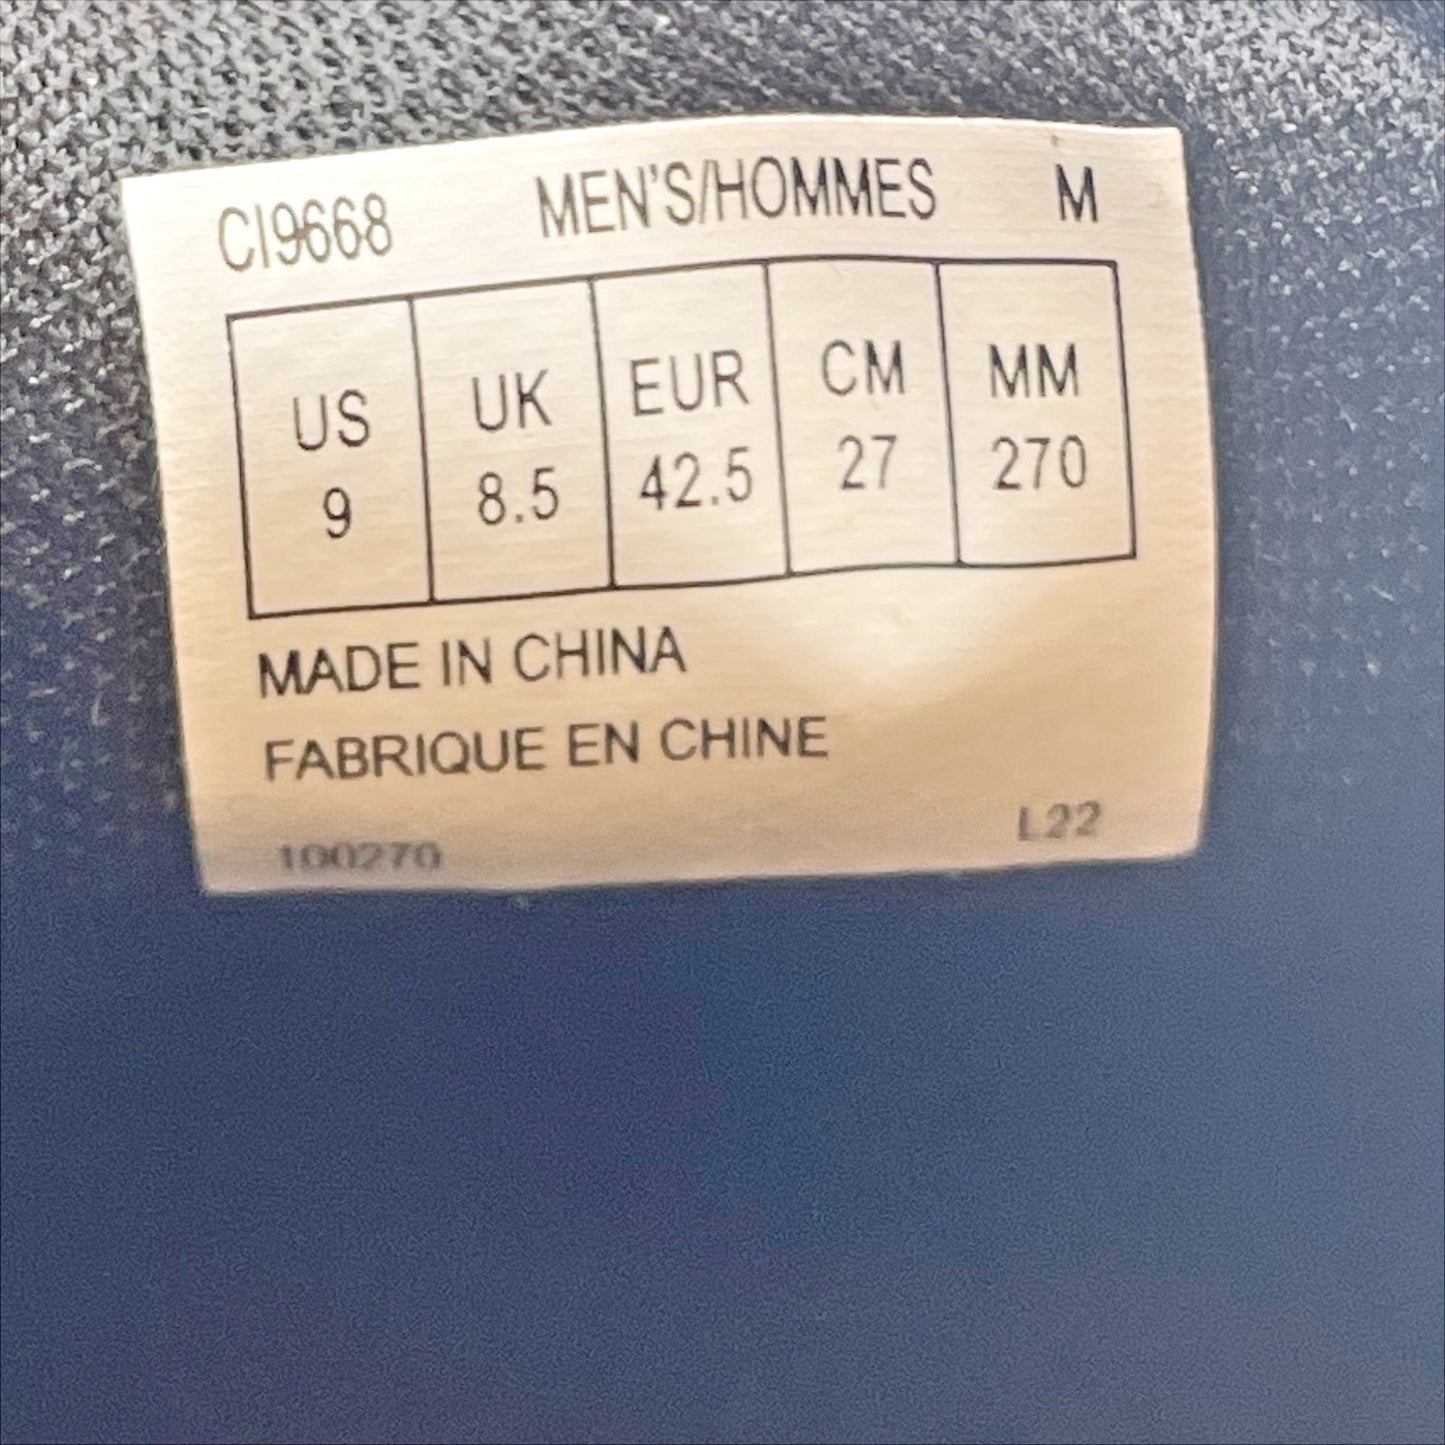 CI9668 MEN'S/HOMMES M
US UK EUR CM MM
9 8.5 42.5 27 270
MADE IN CHINA
FABRIQUE EN CHINE
100270 L22